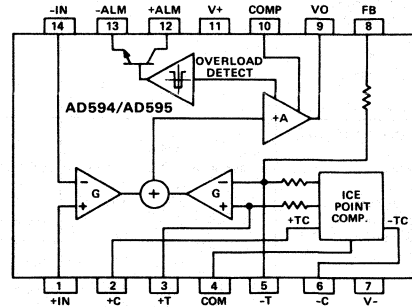 -IN -ALM +ALM V+ COMP VO FB
14 13 12 11 10 9 8
OVERLOAD
DETECT
AD594/AD595
+A
- G + + G - +
ICE
POINT
COMP.
+TC
-TC
1 2 3 4 5 6 7
+IN +C +T COM -T -C V-